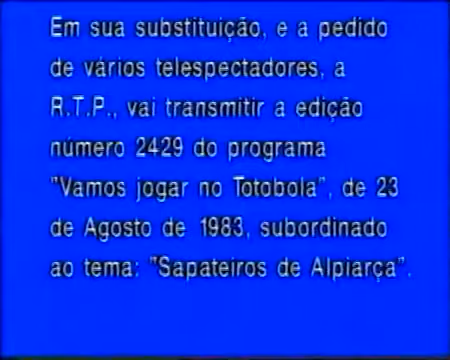 Em sua substituição, e a pedido
de vários telespectadores, a
R.T.P., vai transmitir a edição
número 2429 do programa
"Vamos jogar no Totobola", de 23
de Agosto de 1983, subordinado
ao tema: "Sapateiros de Alpiarça".